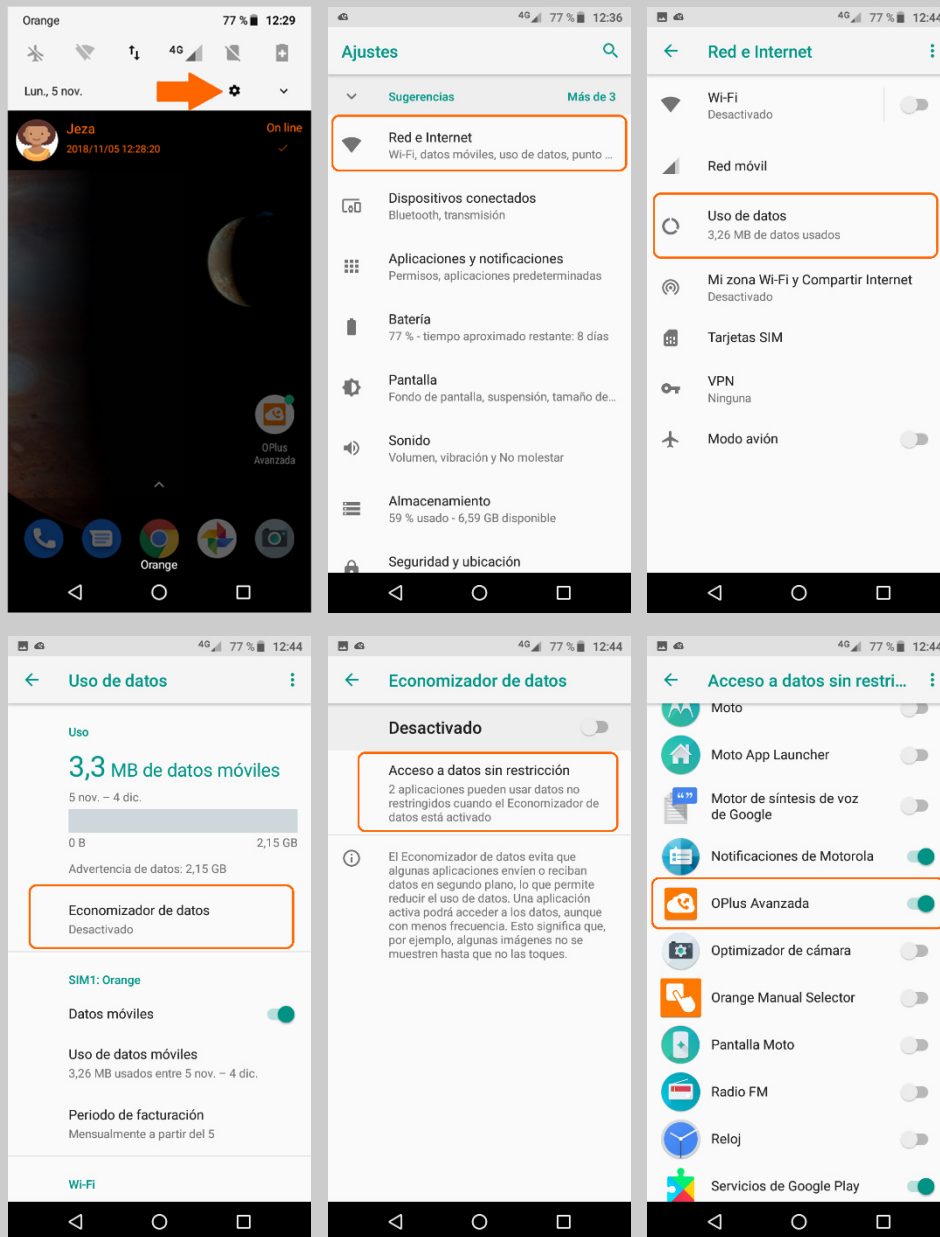 Orange
77 %
12:29
4G
Lun., 5 nov.
Jeza
On line
2018/11/05 12:28:20
OPlus
Avanzada
Orange
4G
77 %
12:36
Ajustes
Sugerencias
Más de 3
Red e Internet
Wi-Fi, datos móviles, uso de datos, punto ...
Dispositivos conectados
Bluetooth, transmisión
Aplicaciones y notificaciones
Permisos, aplicaciones predeterminadas
Batería
77 % - tiempo aproximado restante: 8 días
Pantalla
Fondo de pantalla, suspensión, tamaño de...
Sonido
Volumen, vibración y No molestar
Almacenamiento
59 % usado - 6,59 GB disponible
Seguridad y ubicación
4G
77 %
12:44
Red e Internet
Wi-Fi
Desactivado
Red móvil
Uso de datos
3,26 MB de datos usados
Mi zona Wi-Fi y Compartir Internet
Desactivado
Tarjetas SIM
VPN
Ninguna
Modo avión
4G
77 %
12:44
Uso de datos
Uso
3,3 MB de datos móviles
5 nov. – 4 dic.
0 B
2,15 GB
Advertencia de datos: 2,15 GB
Economizador de datos
Desactivado
SIM1: Orange
Datos móviles
Uso de datos móviles
3,26 MB usados entre 5 nov. – 4 dic.
Periodo de facturación
Mensualmente a partir del 5
Wi-Fi
4G
77 %
12:44
Economizador de datos
Desactivado
Acceso a datos sin restricción
2 aplicaciones pueden usar datos no
restringidos cuando el Economizador de
datos está activado
El Economizador de datos evita que
algunas aplicaciones envíen o reciban
datos en segundo plano, lo que permite
reducir el uso de datos. Una aplicación
activa podrá acceder a los datos, aunque
con menos frecuencia. Esto significa que,
por ejemplo, algunas imágenes no se
muestren hasta que no las toques.
4G
77 %
12:44
Acceso a datos sin restri...
Moto
Moto App Launcher
Motor de síntesis de voz
de Google
Notificaciones de Motorola
OPlus Avanzada
Optimizador de cámara
Orange Manual Selector
Pantalla Moto
Radio FM
Reloj
Servicios de Google Play